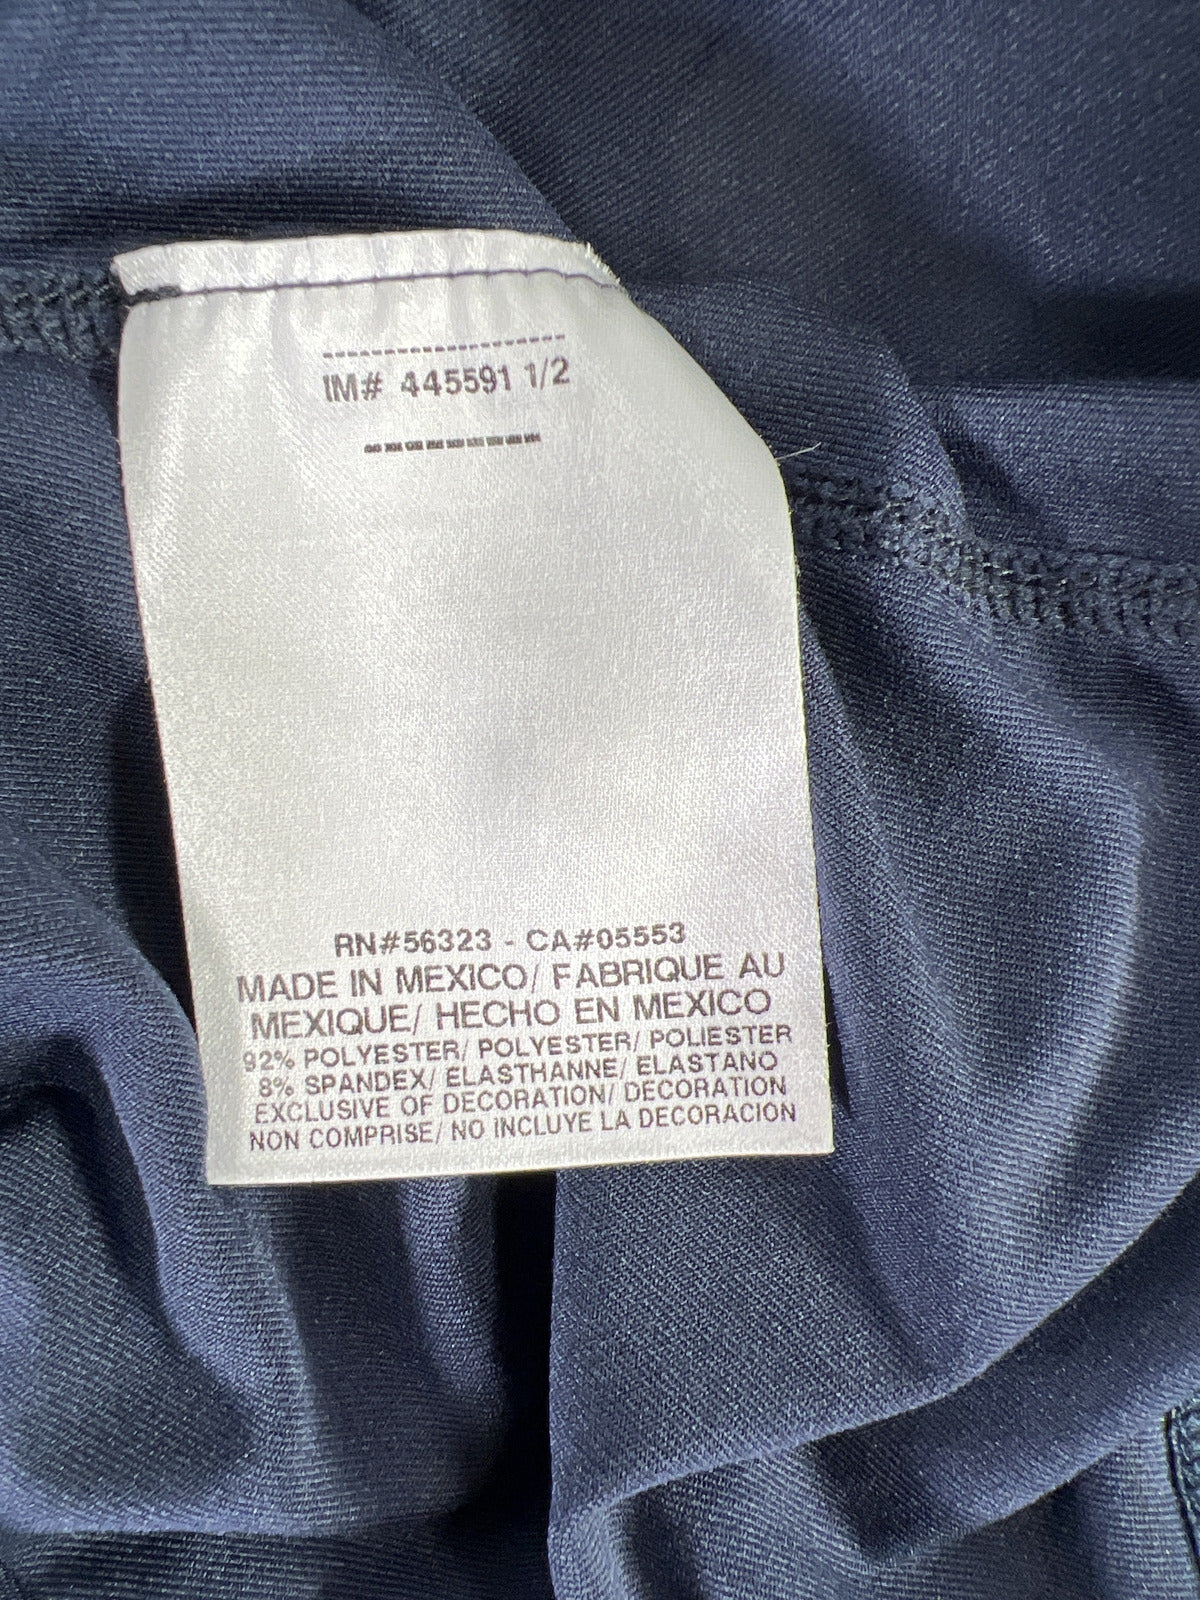 IM# 445591 1/2
RN#56323 - CA#05553
MADE IN MEXICO/ FABRIQUE AU
MEXIQUE/ HECHO EN MEXICO
92% POLYESTER/ POLYESTER/ POLIESTER
8% SPANDEX/ ELASTHANNE/ ELASTANO
EXCLUSIVE OF DECORATION/ DECORATION
NON COMPRISE/ NO INCLUYE LA DECORACION